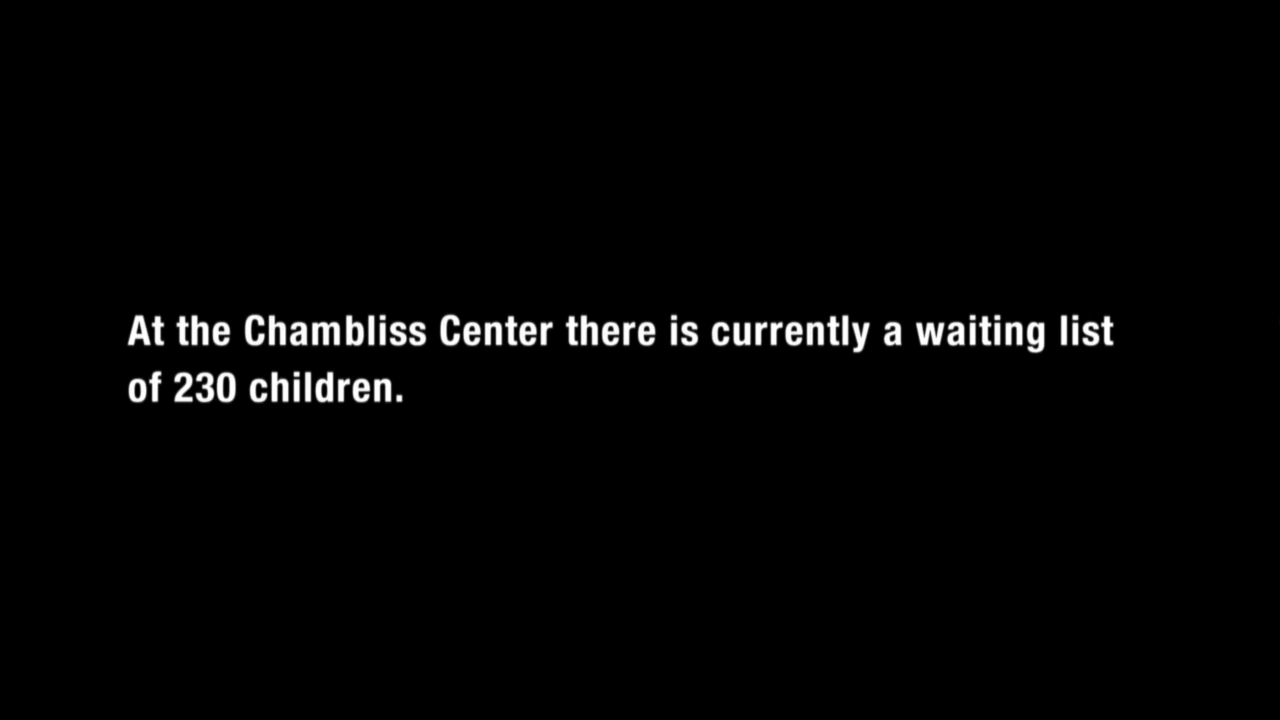 At the Chambliss Center there is currently a waiting list
of 230 children.